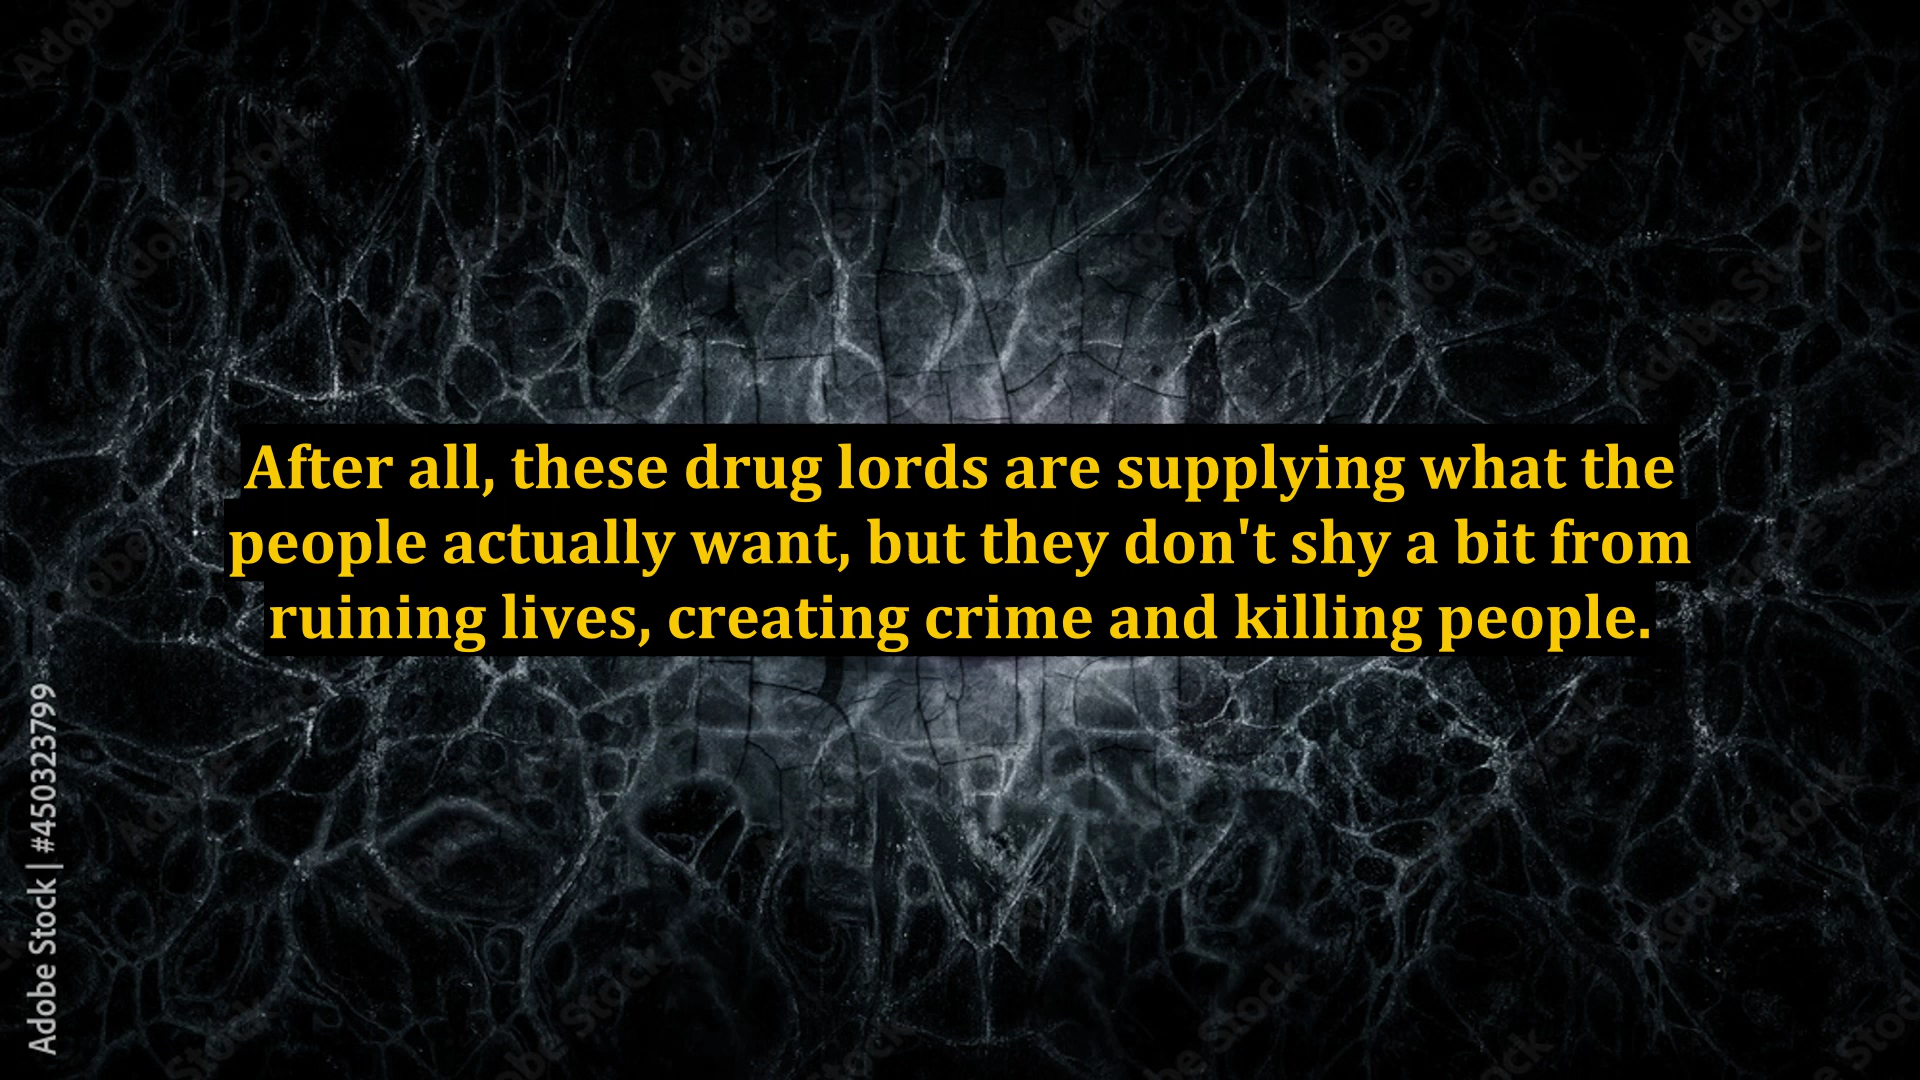 After all, these drug lords are supplying what the
people actually want, but they don't shy a bit from
ruining lives, creating crime and killing people.
Adobe Stock | #450323799